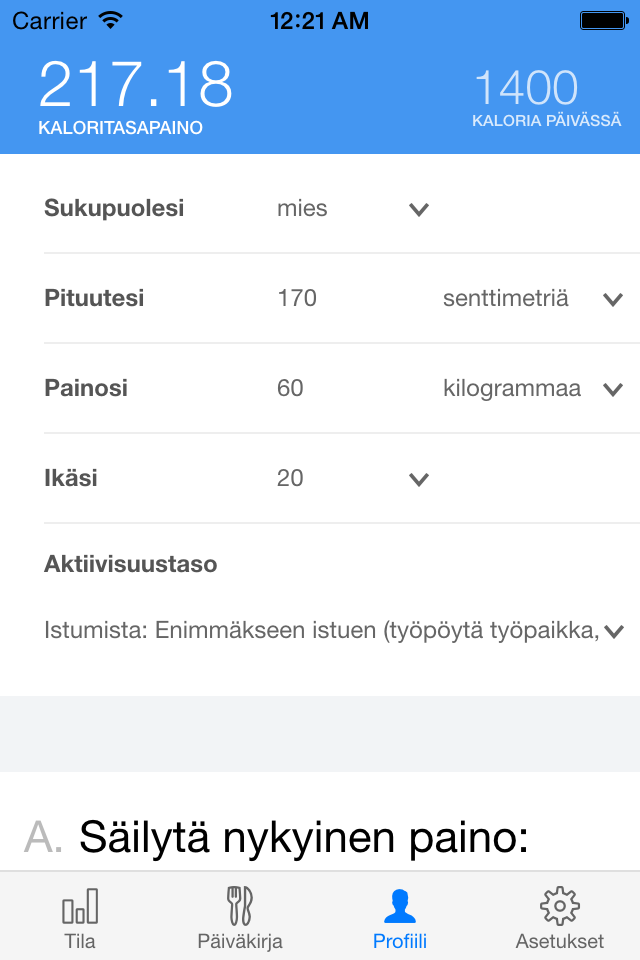 Carrier 12:21 AM
217.18 1400
KALORITASAPAINO KALORIA PÄIVÄSSÄ
Sukupuolesi mies
Pituutesi 170 senttimetriä
Painosi 60 kilogrammaa
Ikäsi 20
Aktiivisuustaso
Istumista: Enimmäkseen istuen (työpöytä työpaikka,
A. Säilytä nykyinen paino:
Tila Päiväkirja Profiili Asetukset